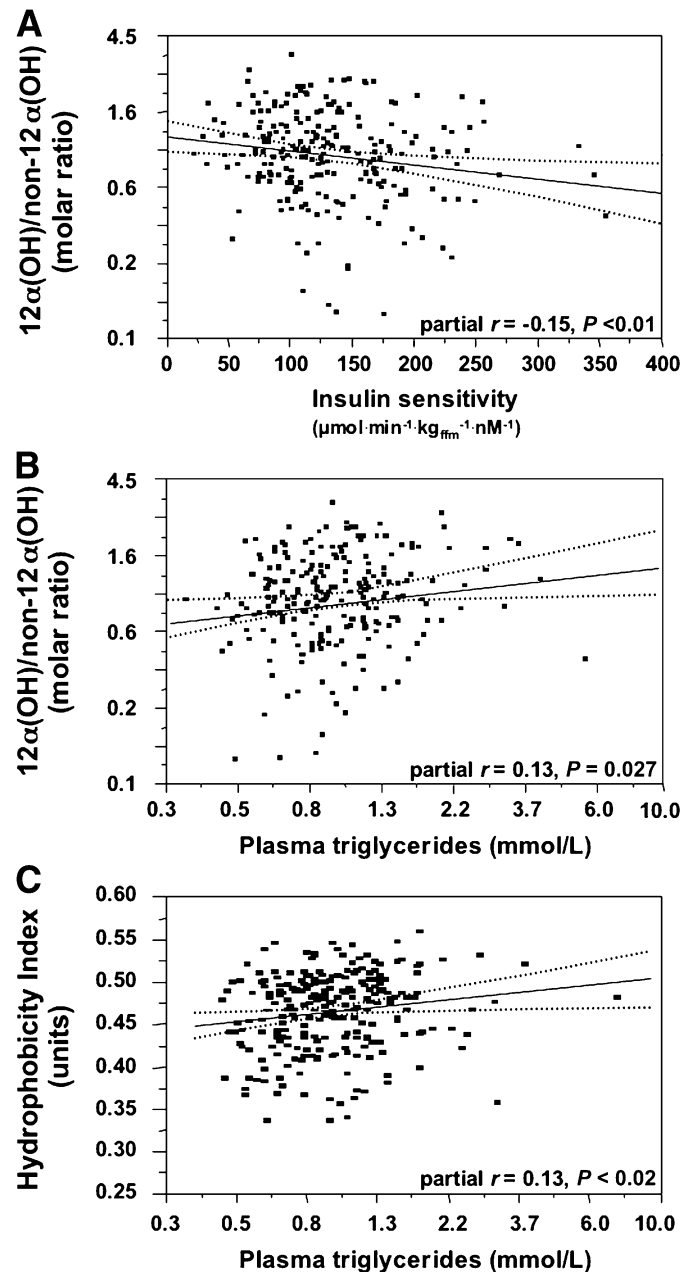 A
12α(OH)/non-12α(OH)
(molar ratio)
4.5
1.6
0.6
0.2
0.1
partial r = -0.15, P <0.01
0 50 100 150 200 250 300 350 400
Insulin sensitivity
(µmol·min-1·kgffm-1·nM-1)
B
12α(OH)/non-12α(OH)
(molar ratio)
4.5
1.6
0.6
0.2
0.1
partial r = 0.13, P = 0.027
0.3 0.5 0.8 1.3 2.2 3.7 6.0 10.0
Plasma triglycerides (mmol/L)
C
Hydrophobicity Index
(units)
0.60
0.55
0.50
0.45
0.40
0.35
0.30
0.25
partial r = 0.13, P < 0.02
0.3 0.5 0.8 1.3 2.2 3.7 6.0 10.0
Plasma triglycerides (mmol/L)